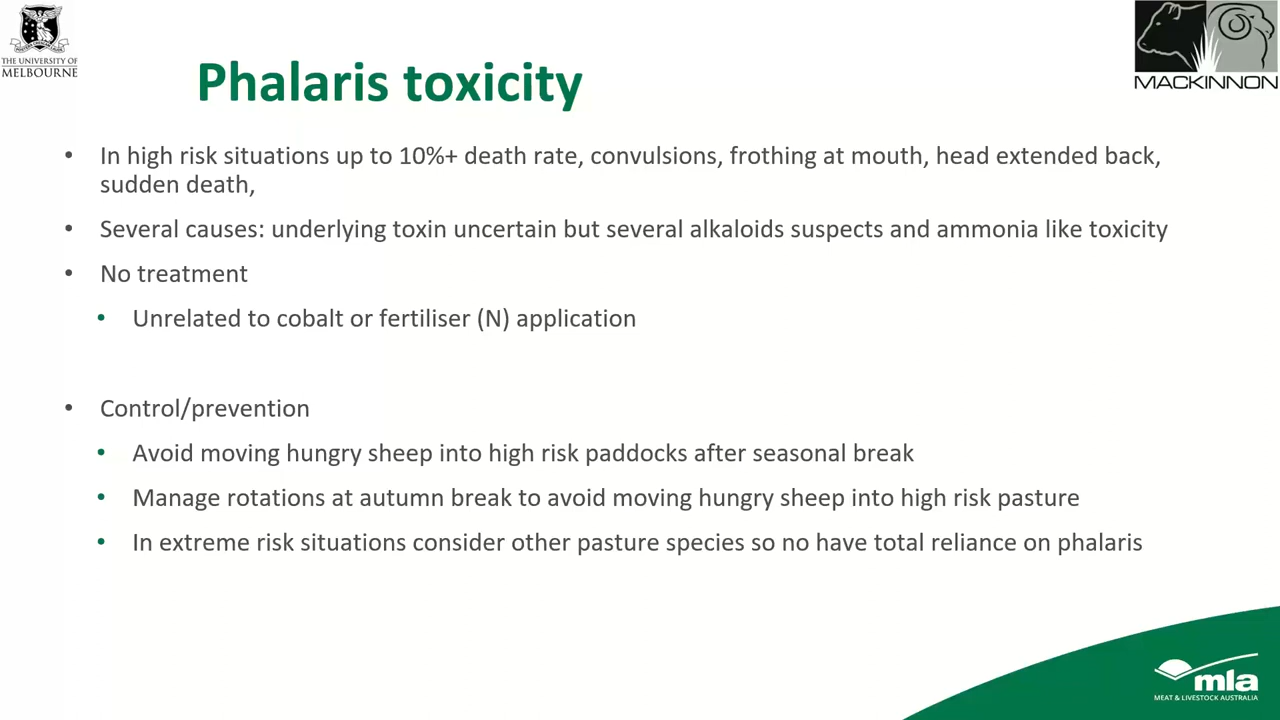 THE UNIVERSITY OF
MELBOURNE
MACKINNON
Phalaris toxicity
• In high risk situations up to 10%+ death rate, convulsions, frothing at mouth, head extended back,
sudden death,
• Several causes: underlying toxin uncertain but several alkaloids suspects and ammonia like toxicity
• No treatment
• Unrelated to cobalt or fertiliser (N) application
• Control/prevention
• Avoid moving hungry sheep into high risk paddocks after seasonal break
• Manage rotations at autumn break to avoid moving hungry sheep into high risk pasture
• In extreme risk situations consider other pasture species so no have total reliance on phalaris
mla
MEAT & LIVESTOCK AUSTRALIA